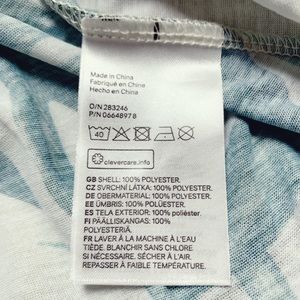 Made in China
Fabriqué en Chine
Hecho en China
O/N 283246
P/N 06648978
40
clevercare.info
GB SHELL: 100% POLYESTER.
CZ SVRCHNÍ LÁTKA: 100% POLYESTER.
DE OBERMATERIAL: 100% POLYESTER.
EE ÜMBRIS: 100% POLÜESTER.
ES TELA EXTERIOR: 100% poliéster.
FI PÄÄLLISKANGAS: 100%
POLYESTERIÄ.
FR LAVER À LA MACHINE À L'EAU
TIÈDE. BLANCHIR SANS CHLORE
SI NÉCESSAIRE. SÉCHER À L'AIR.
REPASSER À FAIBLE TEMPÉRATURE.